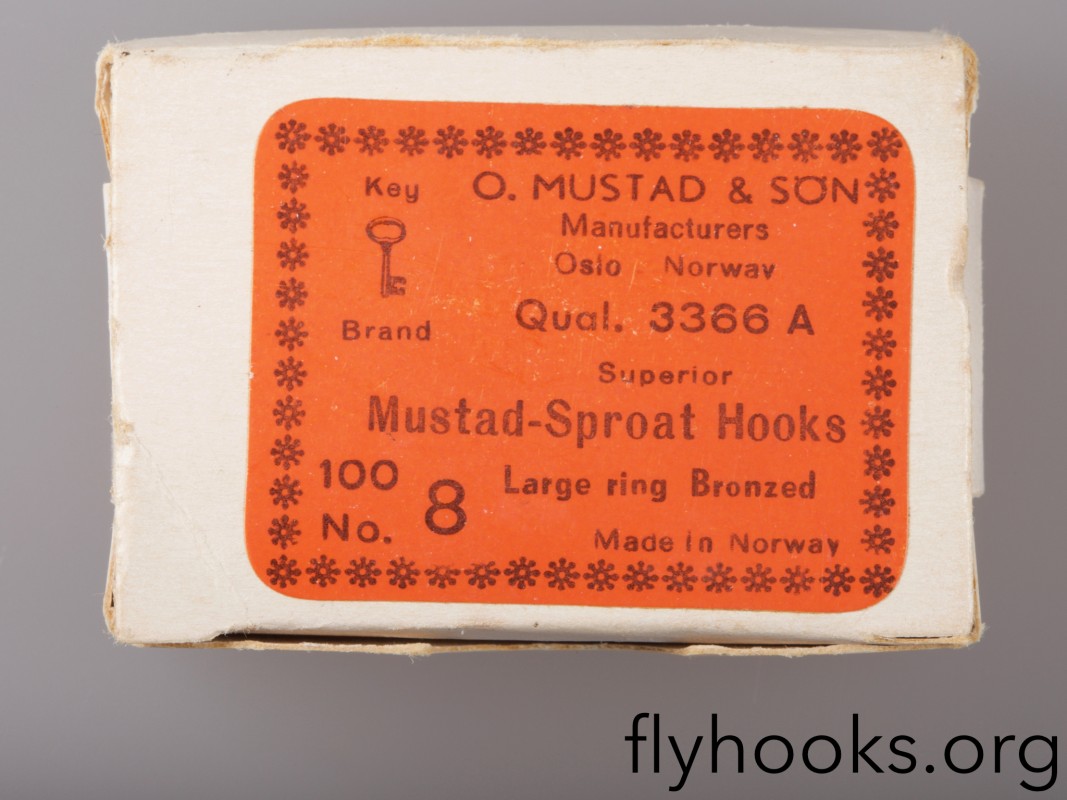 Key
Brand
O. MUSTAD & SON
Manufacturers
Oslo Norway
Qual. 3366 A
Superior
Mustad-Sproat Hooks
100
No. 8
Large ring Bronzed
Made in Norway
flyhooks.org